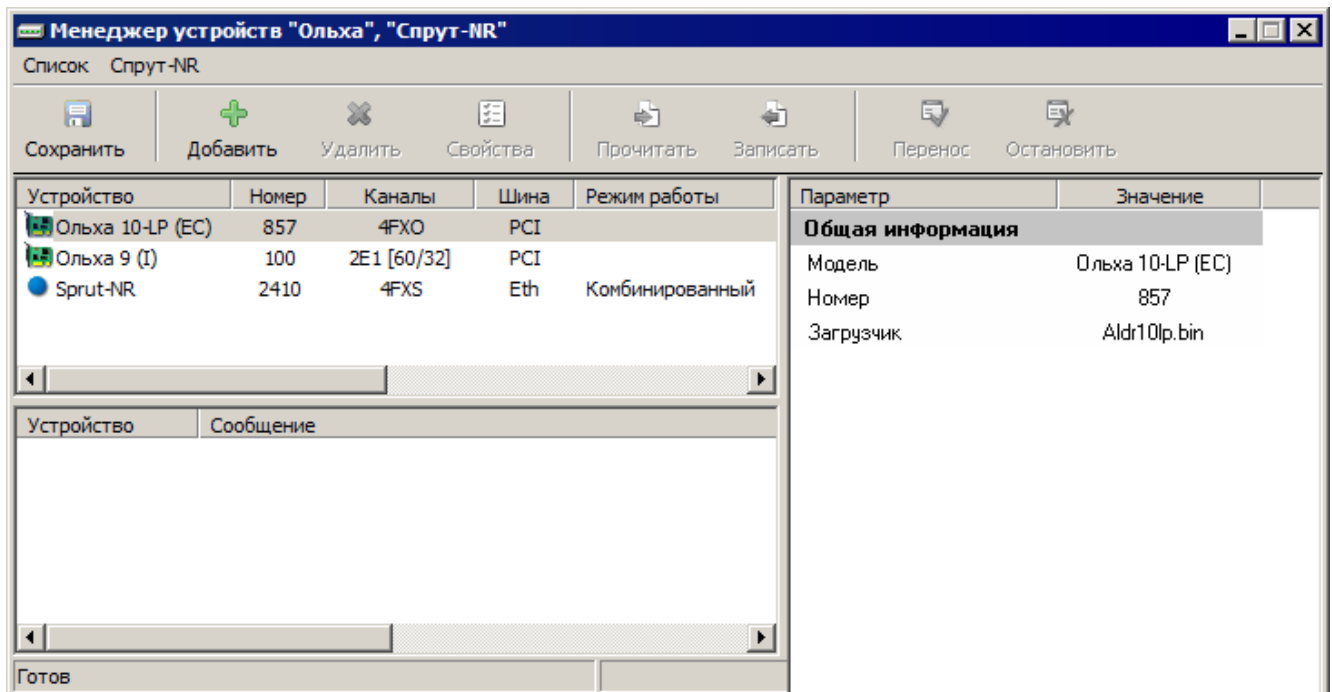 Менеджер устройств "Ольха", "Спрут-NR"
Список Спрут-NR
Сохранить Добавить Удалить Свойства Прочитать Записать Перенос Остановить
Устройство Номер Каналы Шина Режим работы
Ольха 10-LP (EC) 857 4FXO PCI
Ольха 9 (I) 100 2E1 [60/32] PCI
Sprut-NR 2410 4FXS Eth Комбинированный
Устройство Сообщение
Готов
Параметр Значение
Общая информация
Модель Ольха 10-LP (EC)
Номер 857
Загрузчик Aldr10lp.bin